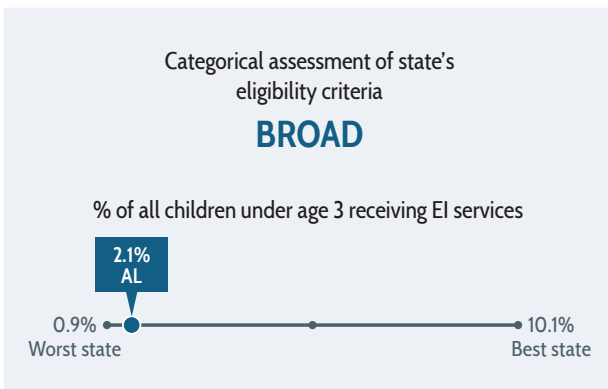 Categorical assessment of state's
eligibility criteria
BROAD
% of all children under age 3 receiving EI services
2.1%
AL
0.9%
Worst state
10.1%
Best state